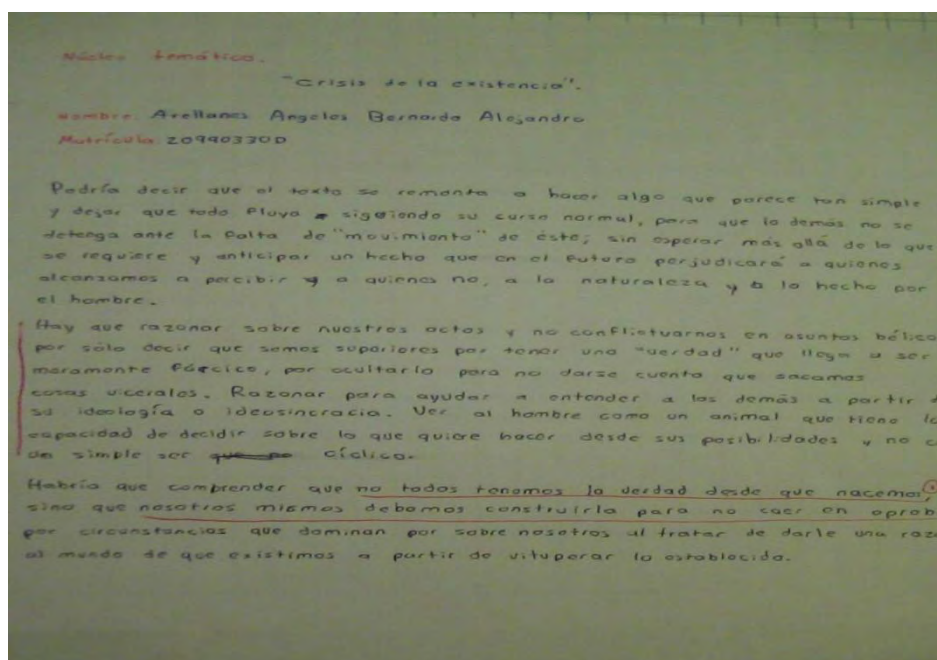 Núcleo temático.
"Crisis de la existencia".
Nombre: Arellanes Angeles Bernardo Alejandro
Matrícula: 209903300
Podría decir que el texto se remonta a hacer algo que parece tan simple
y dejar que todo fluya siguiendo su curso normal, para que lo demás no se
detenga ante la falta de "movimiento" de éste; sin esperar más allá de lo que
se requiere y anticipar un hecho que en el futuro perjudicará a quienes
alcanzamos a percibir y a quienes no, a la naturaleza y a lo hecho por
el hombre.
Hay que razonar sobre nuestros actos y no conflictuarnos en asuntos bélico
por sólo decir que somos superiores por tener una "verdad" que llega a ser
meramente fárcica, por ocultarlo para no darse cuenta que sacamos
cosas vicerales. Razonar para ayudar a entender a los demás a partir d
su ideología o ideosincracia. Ver al hombre como un animal que tiene la
capacidad de decidir sobre lo que quiere hacer desde sus posibilidades y no c
un simple ser cíclico.
Habría que comprender que no todos tenemos la verdad desde que nacemos,
sino que nosotros mismos debemos construirla para no caer en oprob
por circunstancias que dominan por sobre nosotros al tratar de darle una raz
al mundo de que existimos a partir de vituperar lo establecido.